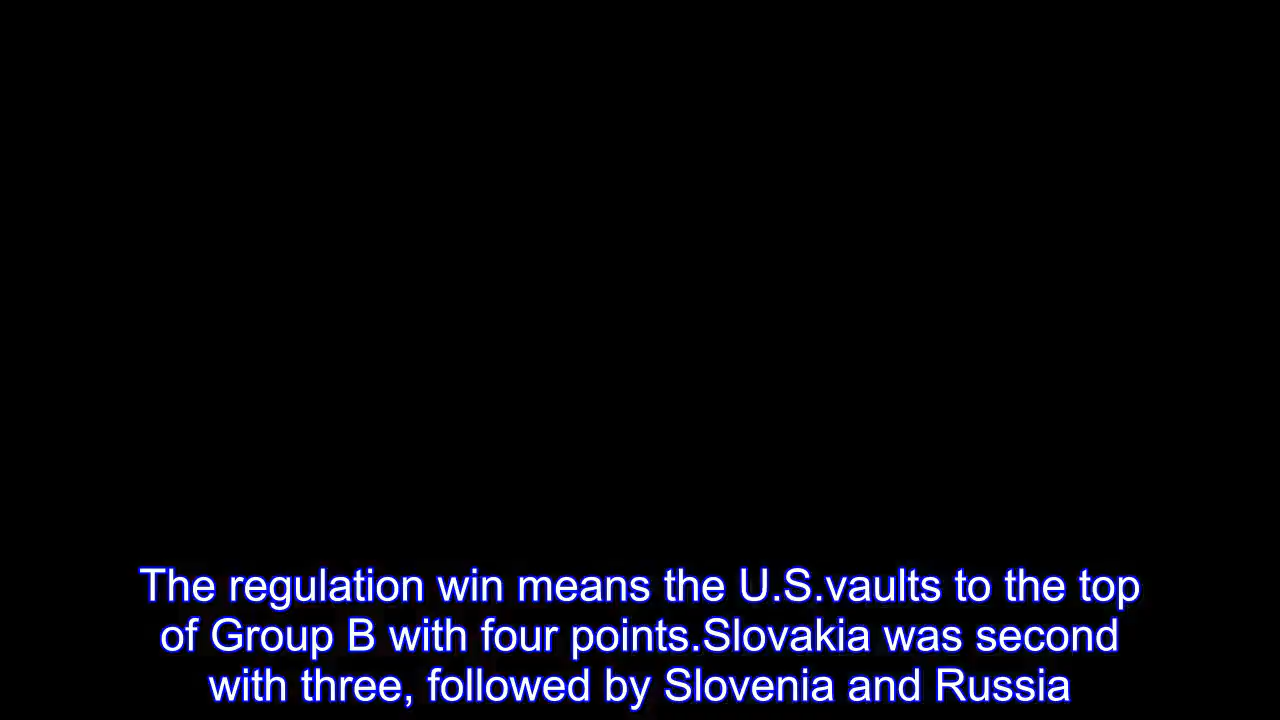 The regulation win means the U.S.vaults to the top
of Group B with four points.Slovakia was second
with three, followed by Slovenia and Russia